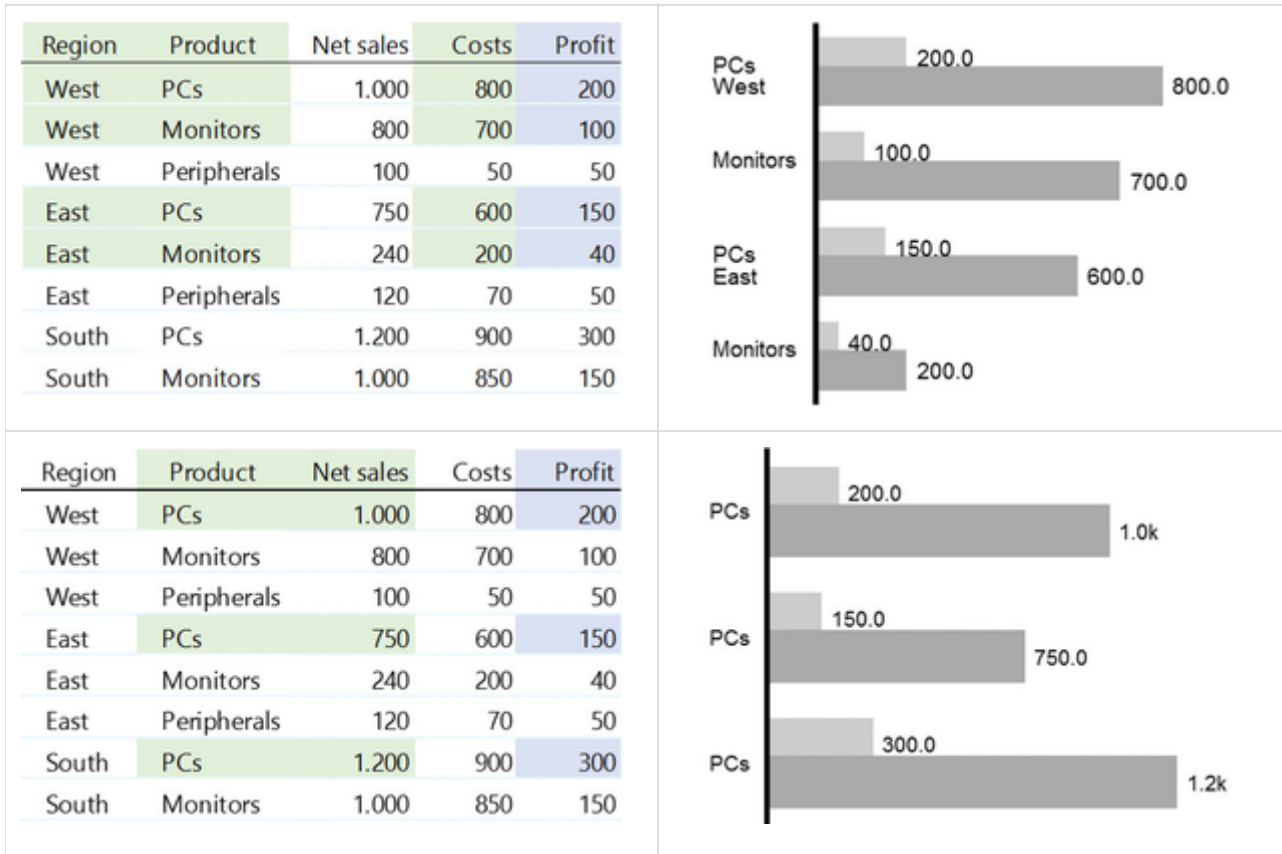 Region Product Net sales Costs Profit
West PCs 1.000 800 200
West Monitors 800 700 100
West Peripherals 100 50 50
East PCs 750 600 150
East Monitors 240 200 40
East Peripherals 120 70 50
South PCs 1.200 900 300
South Monitors 1.000 850 150
PCs
West
200.0
800.0
Monitors
100.0
700.0
PCs
East
150.0
600.0
Monitors
40.0
200.0
Region Product Net sales Costs Profit
West PCs 1.000 800 200
West Monitors 800 700 100
West Peripherals 100 50 50
East PCs 750 600 150
East Monitors 240 200 40
East Peripherals 120 70 50
South PCs 1.200 900 300
South Monitors 1.000 850 150
PCs
200.0
1.0k
PCs
150.0
750.0
PCs
300.0
1.2k